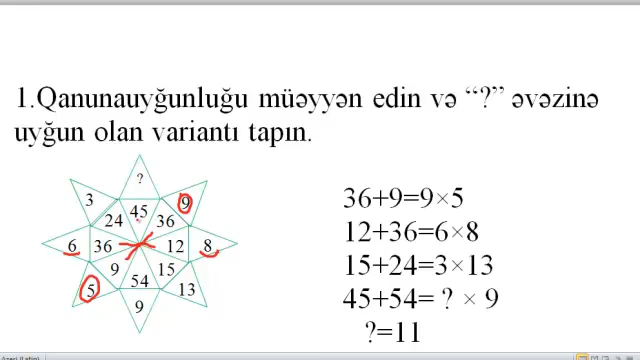 1.Qanunauyğunluğu müəyyən edin və “?” əvəzinə
uyğun olan variantı tapın.
?
3 9
24 45 36
6 36 12 8
9 54 15
5 9 13
36+9=9×5
12+36=6×8
15+24=3×13
45+54= ? × 9
?=11